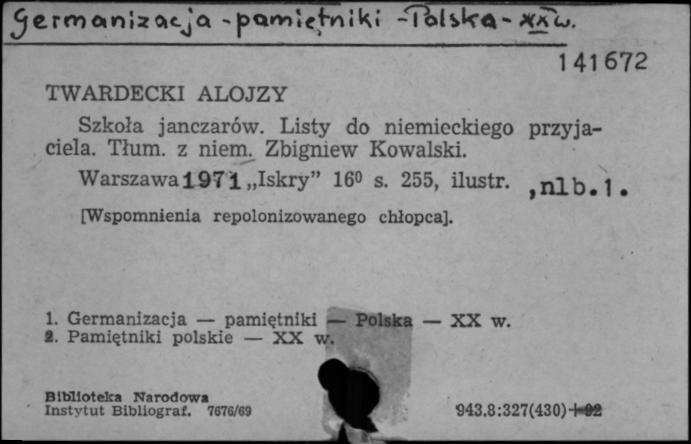 Germanizacja - pamiętniki - Polska - XX w.
141672
TWARDECKI ALOJZY
Szkoła janczarów. Listy do niemieckiego przyja-
ciela. Tłum. z niem. Zbigniew Kowalski.
Warszawa 1971 „Iskry” 16⁰ s. 255, ilustr. , nlb. 1.
[Wspomnienia repolonizowanego chłopca].
1. Germanizacja — pamiętniki — Polska — XX w.
2. Pamiętniki polskie — XX w.
Biblioteka Narodowa
Instytut Bibliograf. 7676/69 943.8:327(430)+92